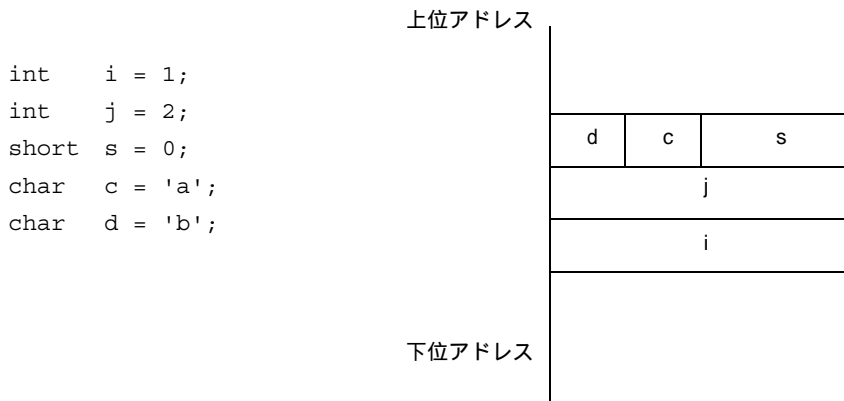 上位アドレス
int i = 1;
int j = 2;
short s = 0;
char c = 'a';
char d = 'b';
d c s
j
i
下位アドレス